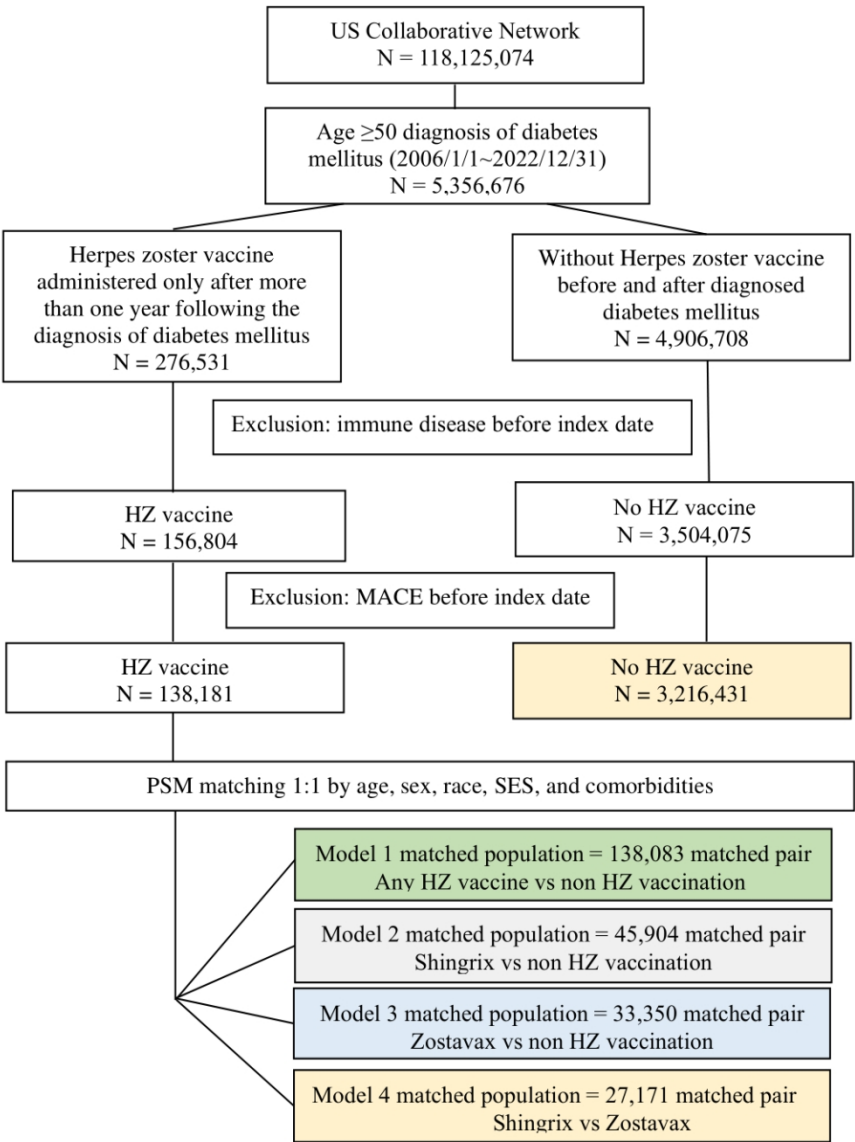 US Collaborative Network
N = 118,125,074
Age ≥50 diagnosis of diabetes
mellitus (2006/1/1~2022/12/31)
N = 5,356,676
Herpes zoster vaccine
administered only after more
than one year following the
diagnosis of diabetes mellitus
N = 276,531
Without Herpes zoster vaccine
before and after diagnosed
diabetes mellitus
N = 4,906,708
Exclusion: immune disease before index date
HZ vaccine
N = 156,804
No HZ vaccine
N = 3,504,075
Exclusion: MACE before index date
HZ vaccine
N = 138,181
No HZ vaccine
N = 3,216,431
PSM matching 1:1 by age, sex, race, SES, and comorbidities
Model 1 matched population = 138,083 matched pair
Any HZ vaccine vs non HZ vaccination
Model 2 matched population = 45,904 matched pair
Shingrix vs non HZ vaccination
Model 3 matched population = 33,350 matched pair
Zostavax vs non HZ vaccination
Model 4 matched population = 27,171 matched pair
Shingrix vs Zostavax